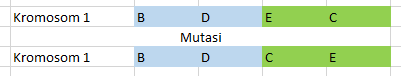 Kromosom 1 B D E C
Mutasi
Kromosom 1 B D C E